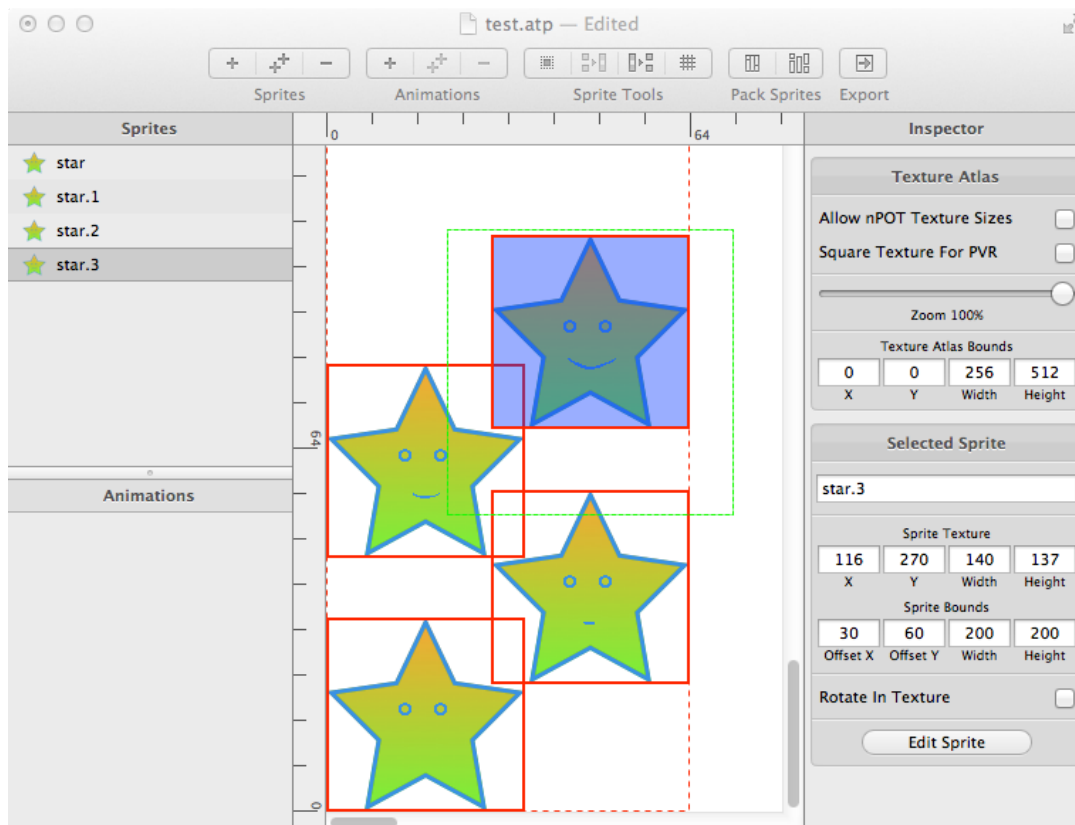 test.atp — Edited
Sprites Animations Sprite Tools Pack Sprites Export
Sprites
star
star.1
star.2
star.3
Animations
0 64
64
0
Inspector
Texture Atlas
Allow nPOT Texture Sizes
Square Texture For PVR
Zoom 100%
Texture Atlas Bounds
0 0 256 512
X Y Width Height
Selected Sprite
star.3
Sprite Texture
116 270 140 137
X Y Width Height
Sprite Bounds
30 60 200 200
Offset X Offset Y Width Height
Rotate In Texture
Edit Sprite